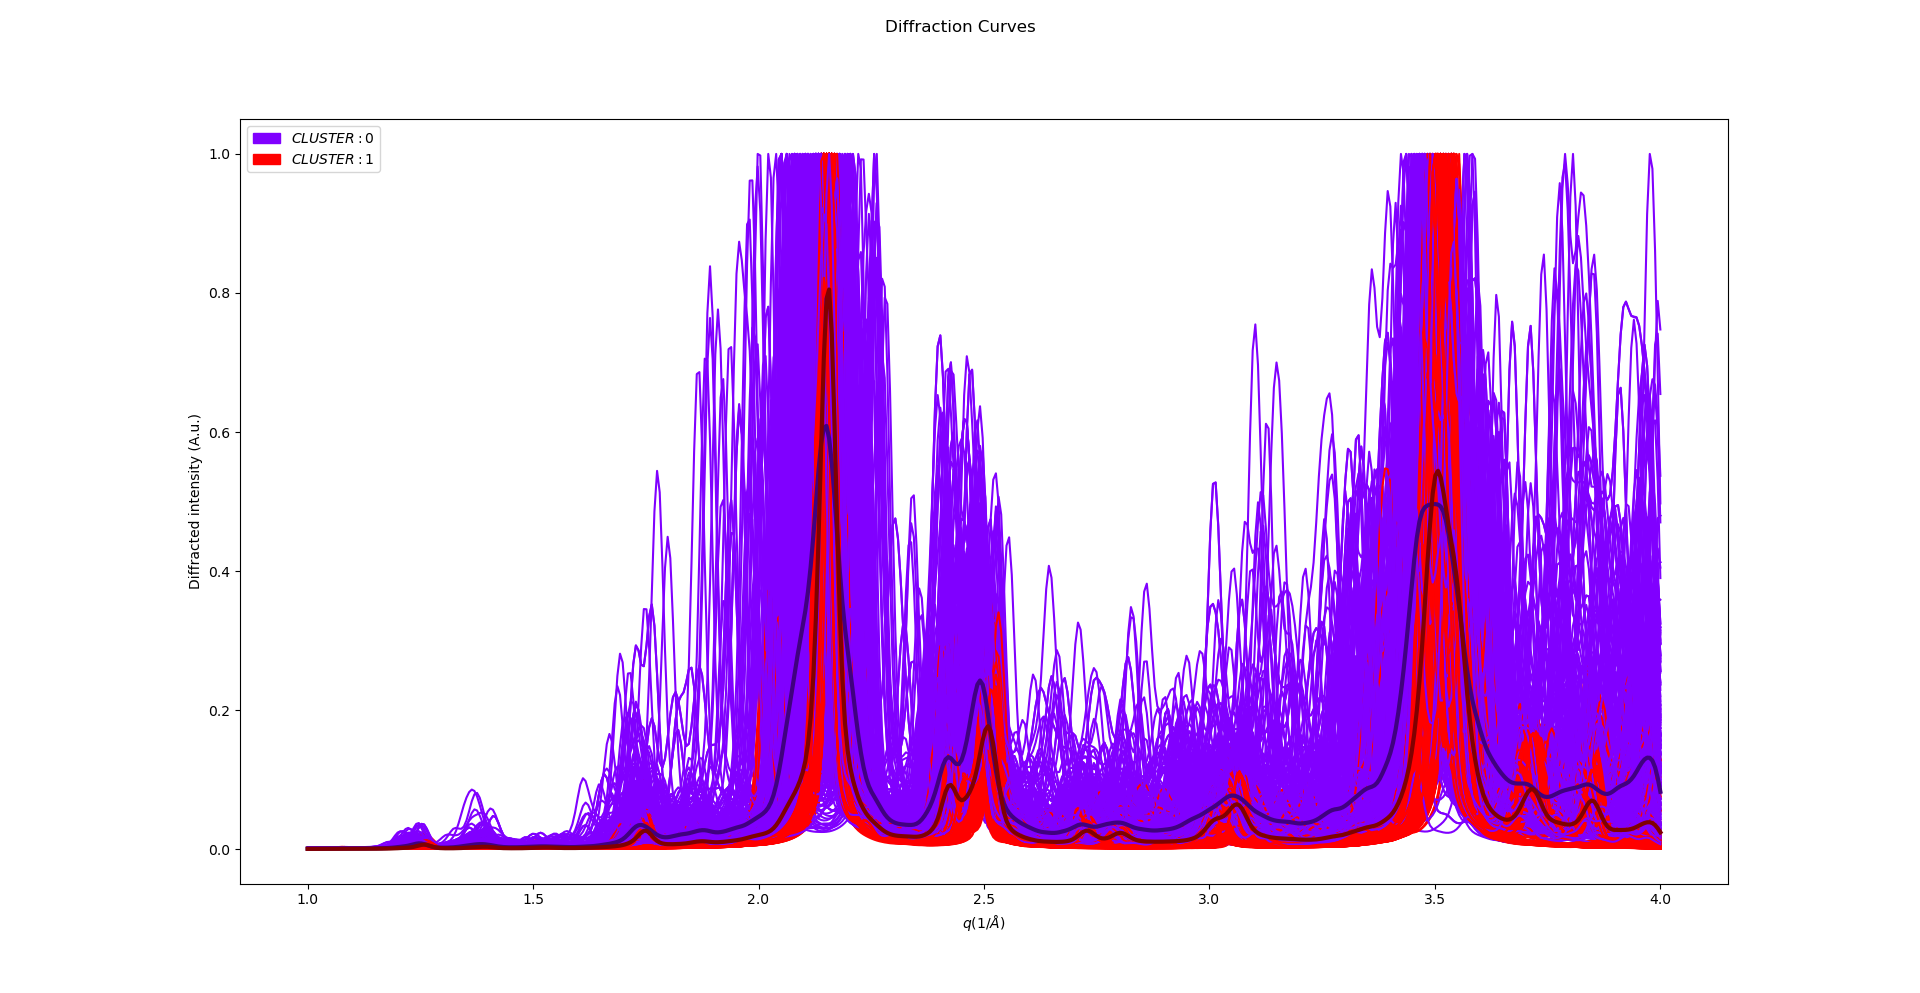 Diffraction Curves
CLUSTER : 0
CLUSTER : 1
1.0
0.8
0.6
0.4
0.2
0.0
Diffracted intensity (A.u.)
1.0 1.5 2.0 2.5 3.0 3.5 4.0
q(1/Å)